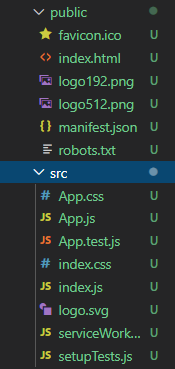 public
favicon.ico U
index.html U
logo192.png U
logo512.png U
manifest.json U
robots.txt U
src
App.css U
App.js U
App.test.js U
index.css U
index.js U
logo.svg U
serviceWork... U
setupTests.js U